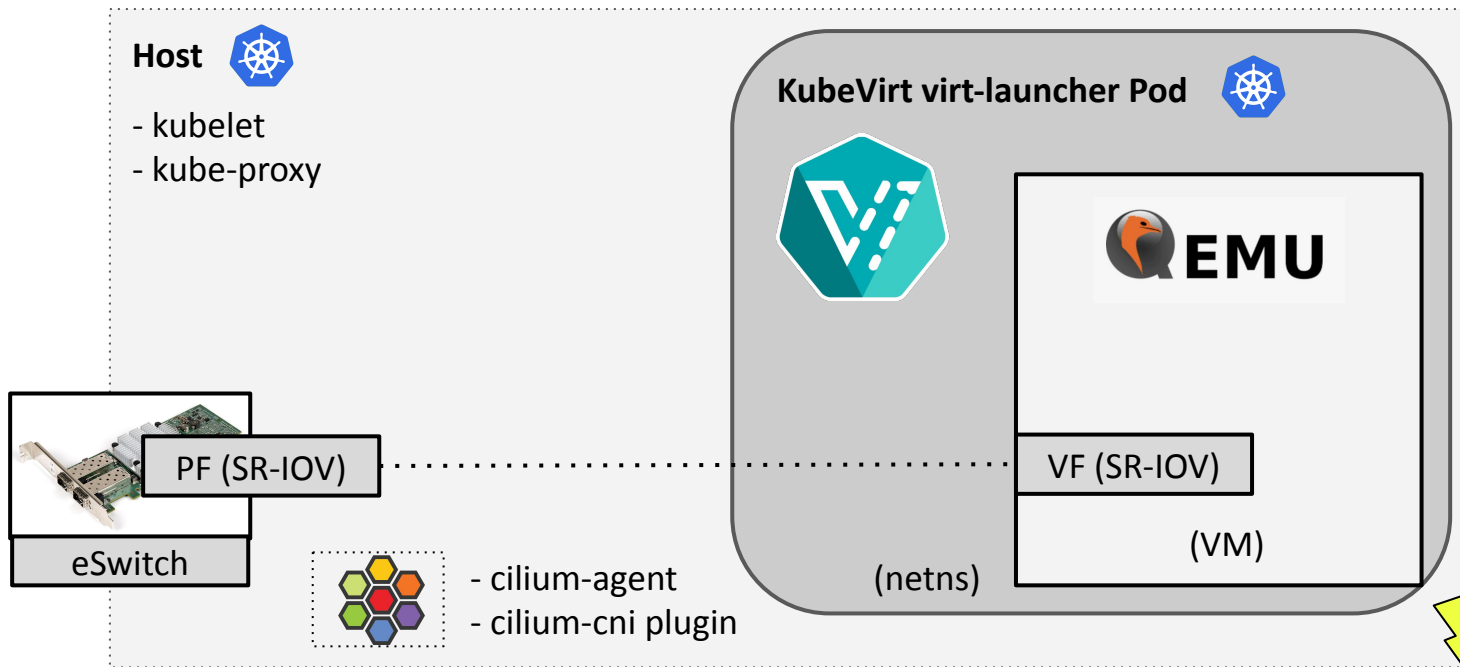 Host
- kubelet
- kube-proxy
KubeVirt virt-launcher Pod
QEMU
PF (SR-IOV)
VF (SR-IOV)
eSwitch
(VM)
- cilium-agent
- cilium-cni plugin
(netns)